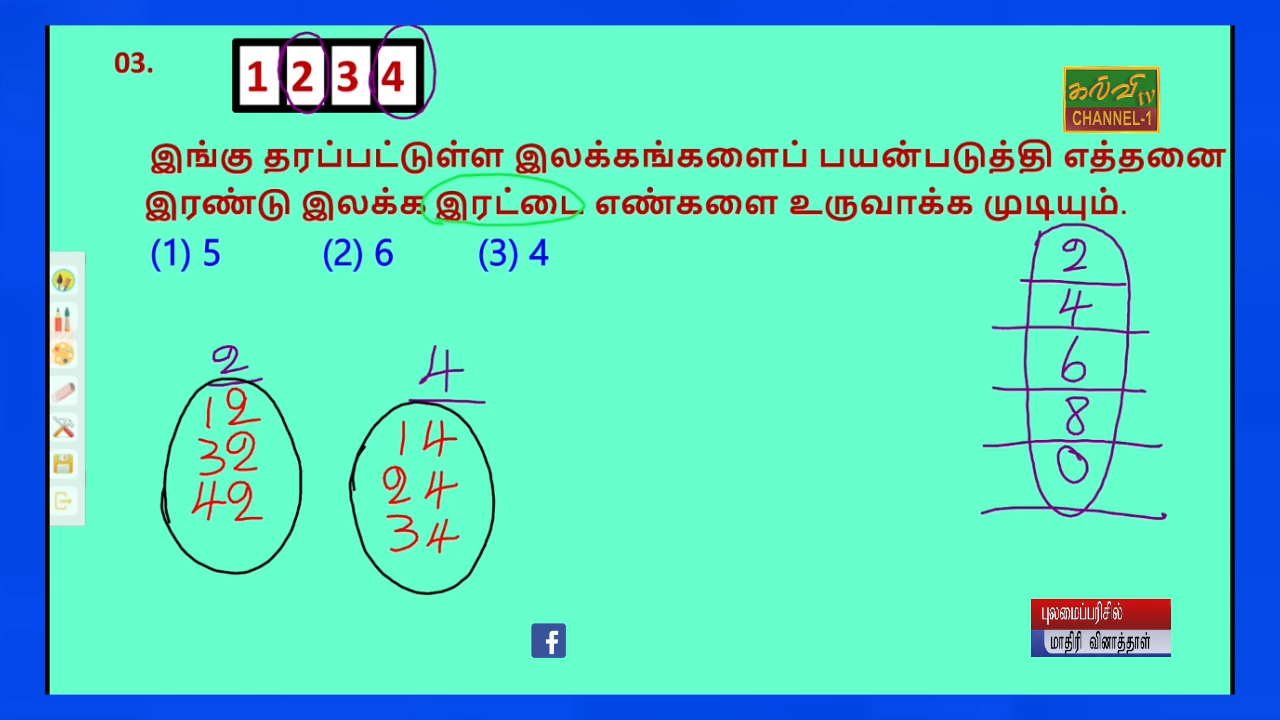 03.
1 2 3 4
கல்வி tv
CHANNEL-1
இங்கு தரப்பட்டுள்ள இலக்கங்களைப் பயன்படுத்தி எத்தனை
இரண்டு இலக்க இரட்டை எண்களை உருவாக்க முடியும்.
(1) 5 (2) 6 (3) 4
2
4
6
8
0
2
12
32
42
4
14
24
34
f
புலமைப்பரிசில்
மாதிரி வினாத்தாள்